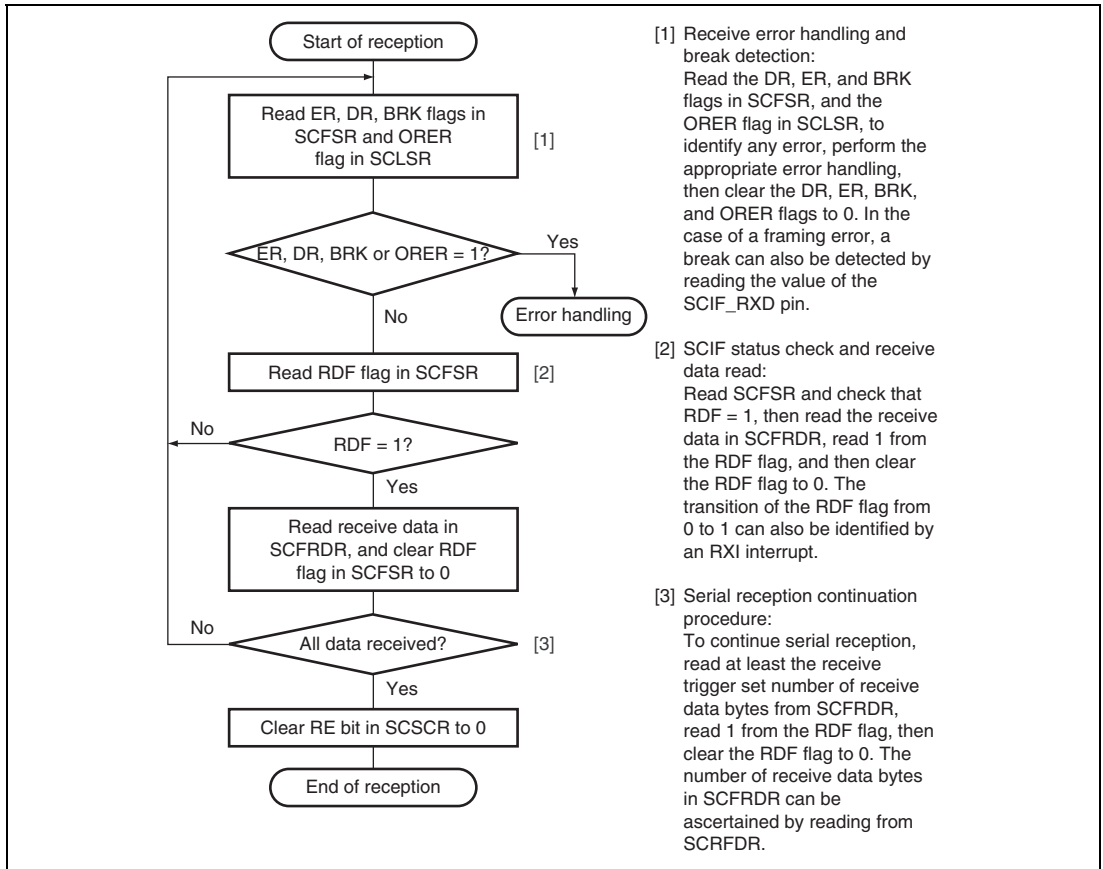 Start of reception
Read ER, DR, BRK flags in
SCFSR and ORER
flag in SCLSR
[1]
ER, DR, BRK or ORER = 1?
Yes
No
Error handling
Read RDF flag in SCFSR
[2]
No
RDF = 1?
Yes
Read receive data in
SCFRDR, and clear RDF
flag in SCFSR to 0
No
All data received?
[3]
Yes
Clear RE bit in SCSCR to 0
End of reception
[1] Receive error handling and
break detection:
Read the DR, ER, and BRK
flags in SCFSR, and the
ORER flag in SCLSR, to
identify any error, perform the
appropriate error handling,
then clear the DR, ER, BRK,
and ORER flags to 0. In the
case of a framing error, a
break can also be detected by
reading the value of the
SCIF_RXD pin.
[2] SCIF status check and receive
data read:
Read SCFSR and check that
RDF = 1, then read the receive
data in SCFRDR, read 1 from
the RDF flag, and then clear
the RDF flag to 0. The
transition of the RDF flag from
0 to 1 can also be identified by
an RXI interrupt.
[3] Serial reception continuation
procedure:
To continue serial reception,
read at least the receive
trigger set number of receive
data bytes from SCFRDR,
read 1 from the RDF flag, then
clear the RDF flag to 0. The
number of receive data bytes
in SCFRDR can be
ascertained by reading from
SCRFDR.